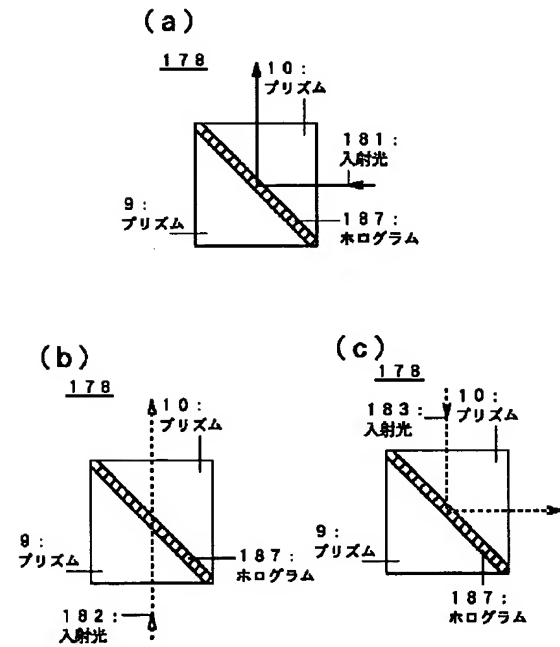 (a)
178
10:
プリズム
181:
入射光
9:
プリズム
187:
ホログラム
(b)
178
10:
プリズム
9:
プリズム
187:
ホログラム
182:
入射光
(c)
178
10:
プリズム
183:
入射光
9:
プリズム
187:
ホログラム